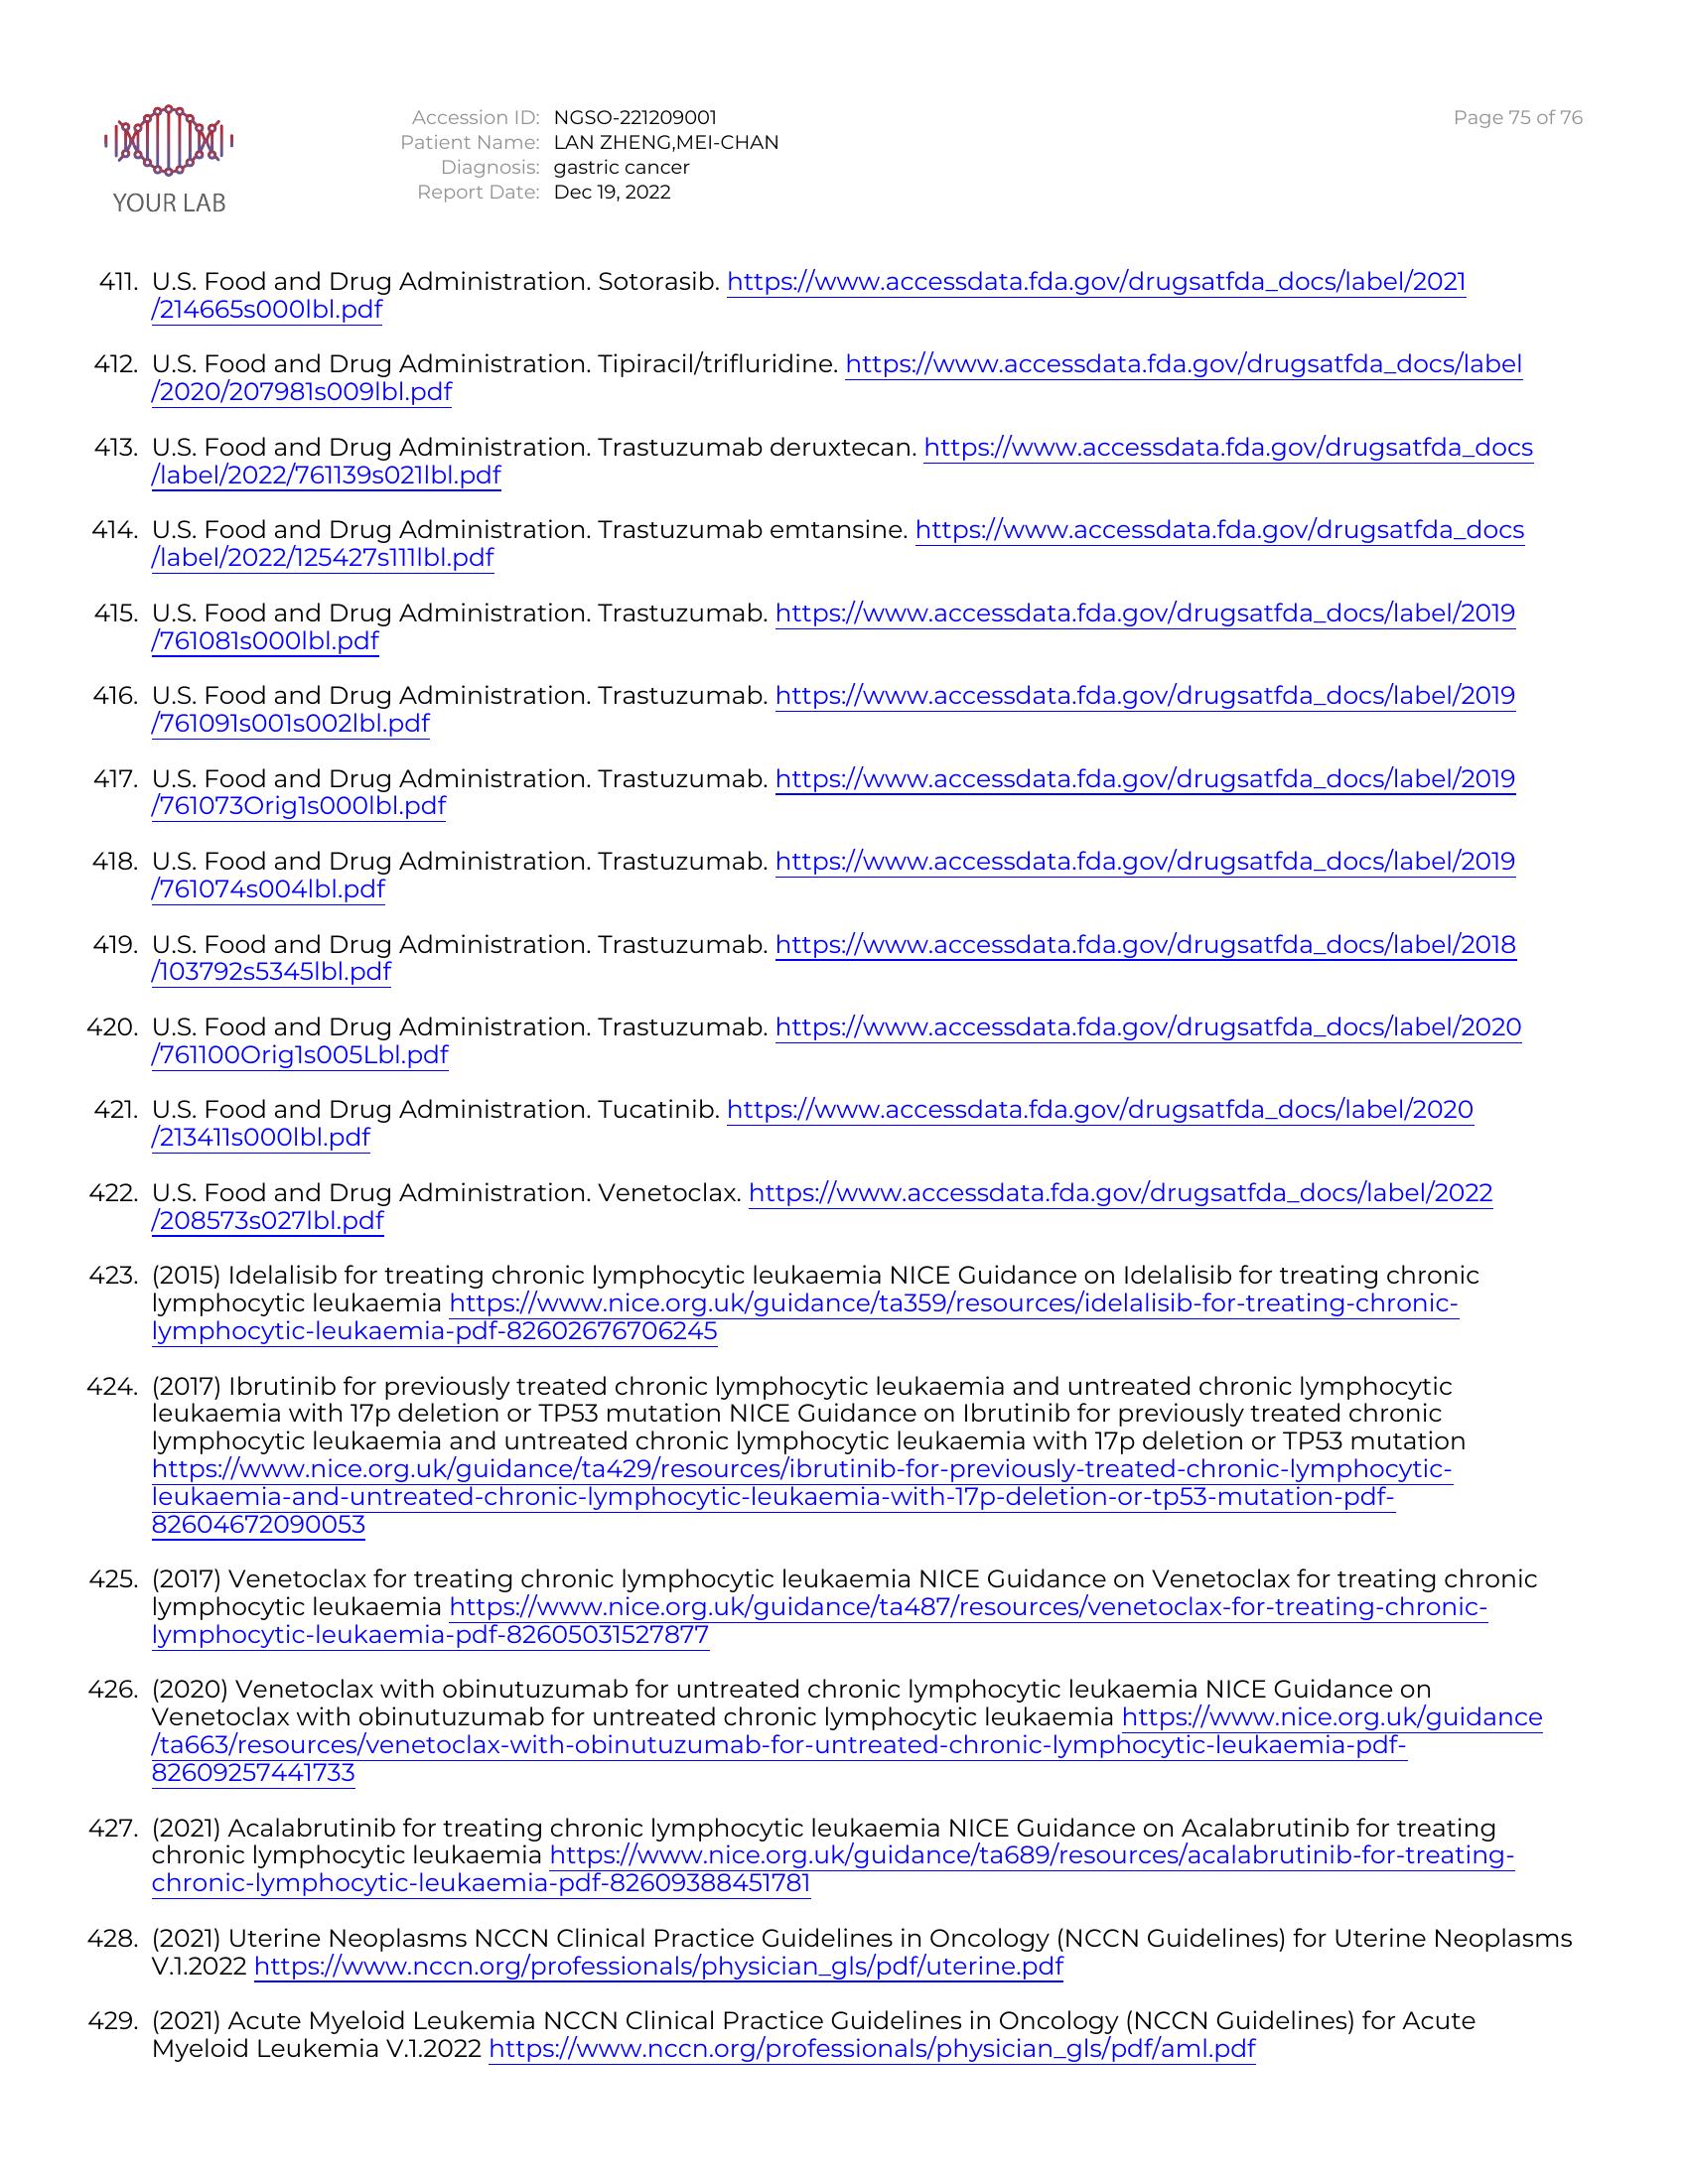 YOUR LAB
Accession ID: NGSO-221209001
Patient Name: LAN ZHENG,MEI-CHAN
Diagnosis: gastric cancer
Report Date: Dec 19, 2022
Page 75 of 76
411. U.S. Food and Drug Administration. Sotorasib. https://www.accessdata.fda.gov/drugsatfda_docs/label/2021
/214665s000lbl.pdf
412. U.S. Food and Drug Administration. Tipiracil/trifluridine. https://www.accessdata.fda.gov/drugsatfda_docs/label
/2020/207981s009lbl.pdf
413. U.S. Food and Drug Administration. Trastuzumab deruxtecan. https://www.accessdata.fda.gov/drugsatfda_docs
/label/2022/761139s021lbl.pdf
414. U.S. Food and Drug Administration. Trastuzumab emtansine. https://www.accessdata.fda.gov/drugsatfda_docs
/label/2022/125427s111lbl.pdf
415. U.S. Food and Drug Administration. Trastuzumab. https://www.accessdata.fda.gov/drugsatfda_docs/label/2019
/761081s000lbl.pdf
416. U.S. Food and Drug Administration. Trastuzumab. https://www.accessdata.fda.gov/drugsatfda_docs/label/2019
/761091s001s002lbl.pdf
417. U.S. Food and Drug Administration. Trastuzumab. https://www.accessdata.fda.gov/drugsatfda_docs/label/2019
/761073Orig1s000lbl.pdf
418. U.S. Food and Drug Administration. Trastuzumab. https://www.accessdata.fda.gov/drugsatfda_docs/label/2019
/761074s004lbl.pdf
419. U.S. Food and Drug Administration. Trastuzumab. https://www.accessdata.fda.gov/drugsatfda_docs/label/2018
/103792s5345lbl.pdf
420. U.S. Food and Drug Administration. Trastuzumab. https://www.accessdata.fda.gov/drugsatfda_docs/label/2020
/761100Orig1s005Lbl.pdf
421. U.S. Food and Drug Administration. Tucatinib. https://www.accessdata.fda.gov/drugsatfda_docs/label/2020
/213411s000lbl.pdf
422. U.S. Food and Drug Administration. Venetoclax. https://www.accessdata.fda.gov/drugsatfda_docs/label/2022
/208573s027lbl.pdf
423. (2015) Idelalisib for treating chronic lymphocytic leukaemia NICE Guidance on Idelalisib for treating chronic
lymphocytic leukaemia https://www.nice.org.uk/guidance/ta359/resources/idelalisib-for-treating-chronic-
lymphocytic-leukaemia-pdf-82602676706245
424. (2017) Ibrutinib for previously treated chronic lymphocytic leukaemia and untreated chronic lymphocytic
leukaemia with 17p deletion or TP53 mutation NICE Guidance on Ibrutinib for previously treated chronic
lymphocytic leukaemia and untreated chronic lymphocytic leukaemia with 17p deletion or TP53 mutation
https://www.nice.org.uk/guidance/ta429/resources/ibrutinib-for-previously-treated-chronic-lymphocytic-
leukaemia-and-untreated-chronic-lymphocytic-leukaemia-with-17p-deletion-or-tp53-mutation-pdf-
82604672090053
425. (2017) Venetoclax for treating chronic lymphocytic leukaemia NICE Guidance on Venetoclax for treating chronic
lymphocytic leukaemia https://www.nice.org.uk/guidance/ta487/resources/venetoclax-for-treating-chronic-
lymphocytic-leukaemia-pdf-82605031527877
426. (2020) Venetoclax with obinutuzumab for untreated chronic lymphocytic leukaemia NICE Guidance on
Venetoclax with obinutuzumab for untreated chronic lymphocytic leukaemia https://www.nice.org.uk/guidance
/ta663/resources/venetoclax-with-obinutuzumab-for-untreated-chronic-lymphocytic-leukaemia-pdf-
82609257441733
427. (2021) Acalabrutinib for treating chronic lymphocytic leukaemia NICE Guidance on Acalabrutinib for treating
chronic lymphocytic leukaemia https://www.nice.org.uk/guidance/ta689/resources/acalabrutinib-for-treating-
chronic-lymphocytic-leukaemia-pdf-82609388451781
428. (2021) Uterine Neoplasms NCCN Clinical Practice Guidelines in Oncology (NCCN Guidelines) for Uterine Neoplasms
V.1.2022 https://www.nccn.org/professionals/physician_gls/pdf/uterine.pdf
429. (2021) Acute Myeloid Leukemia NCCN Clinical Practice Guidelines in Oncology (NCCN Guidelines) for Acute
Myeloid Leukemia V.1.2022 https://www.nccn.org/professionals/physician_gls/pdf/aml.pdf